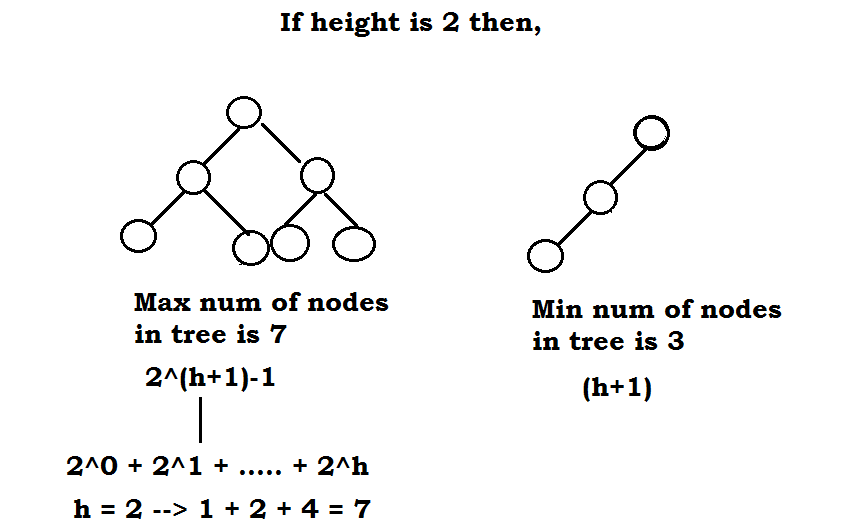 If height is 2 then,
Max num of nodes
in tree is 7
2^(h+1)-1
2^0 + 2^1 + ..... + 2^h
h = 2 --> 1 + 2 + 4 = 7
Min num of nodes
in tree is 3
(h+1)